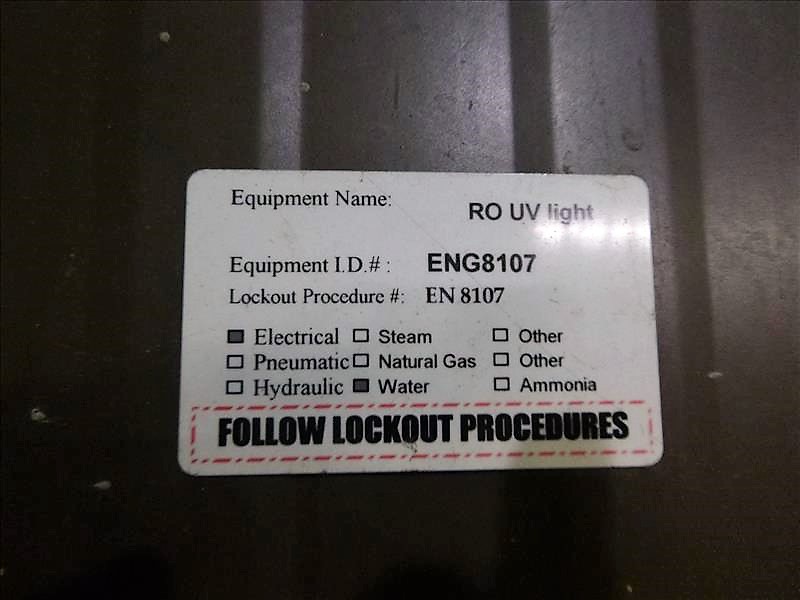 Equipment Name: RO UV light
Equipment I.D.# : ENG8107
Lockout Procedure #: EN 8107
Electrical Steam Other
Pneumatic Natural Gas Other
Hydraulic Water Ammonia
FOLLOW LOCKOUT PROCEDURES